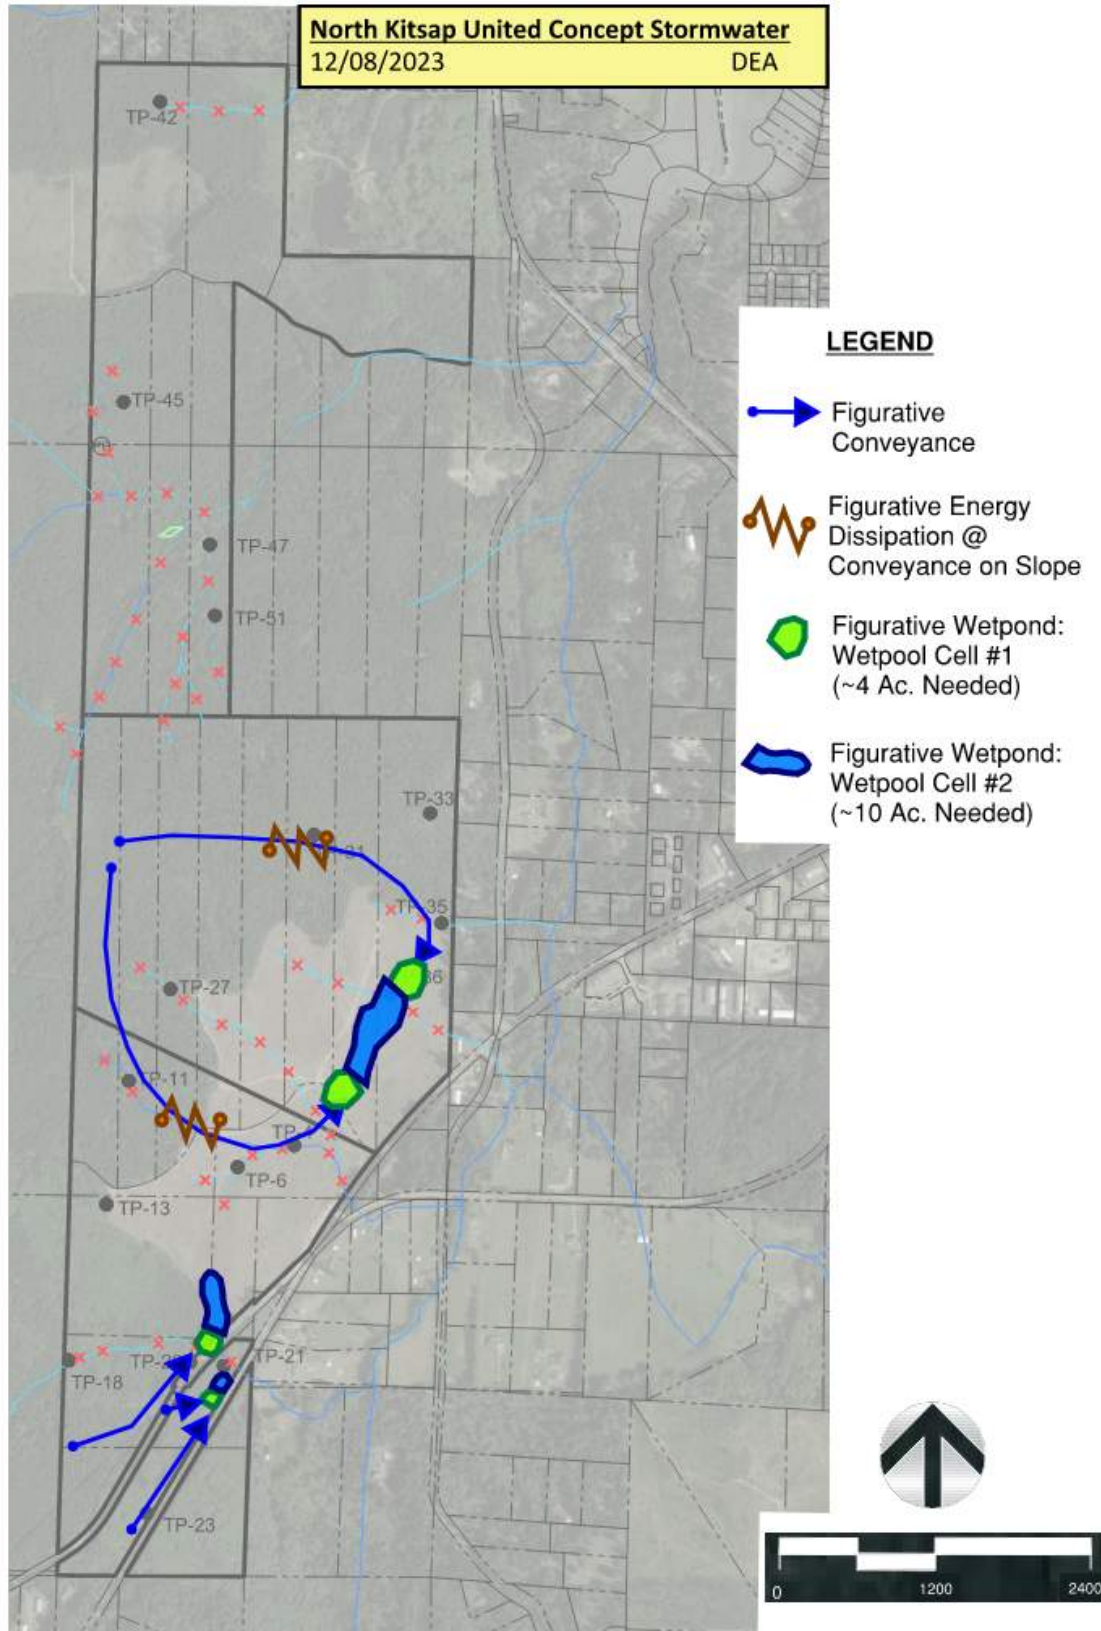 North Kitsap United Concept Stormwater
12/08/2023 DEA
TP-42
LEGEND
Figurative
Conveyance
TP-45
Figurative Energy
Dissipation @
Conveyance on Slope
TP-47
TP-51
Figurative Wetpond:
Wetpool Cell #1
(~4 Ac. Needed)
Figurative Wetpond:
Wetpool Cell #2
(~10 Ac. Needed)
TP-33
TP-35
TP-27
TP-11
TP-6
TP-13
TP-21
TP-18
TP-23
0 1200 2400